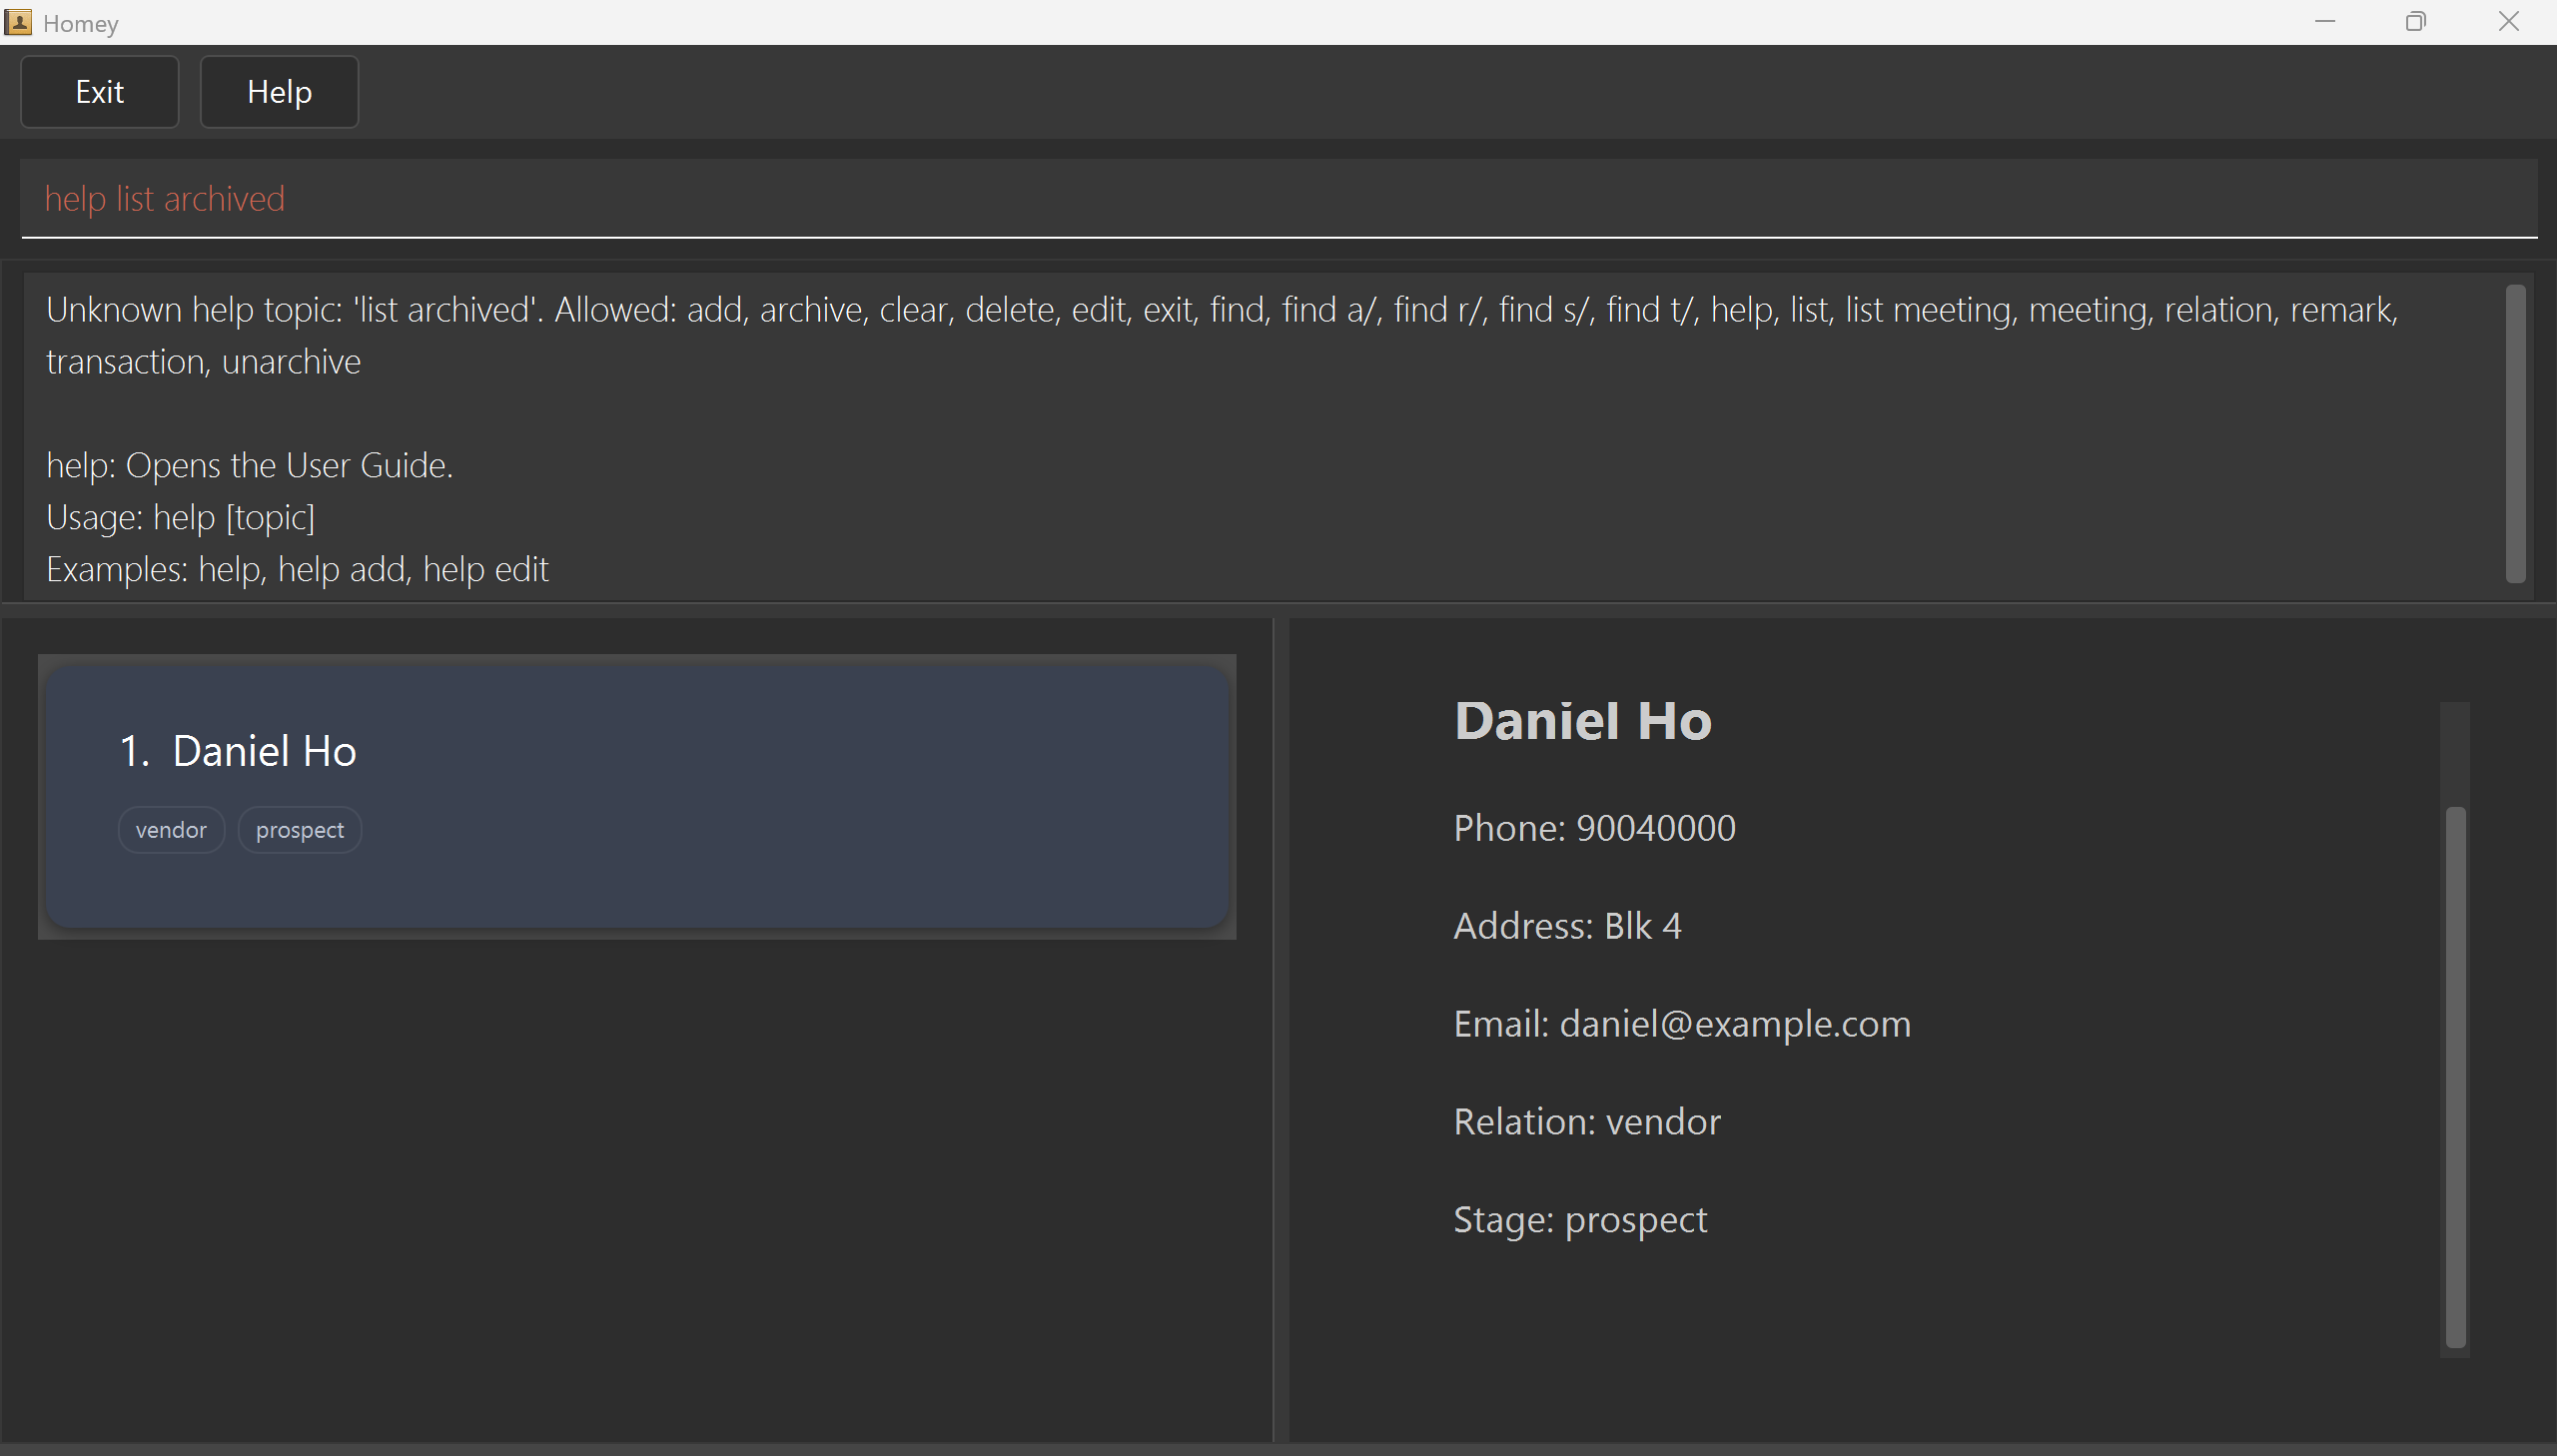 Homey
Exit
Help
help list archived
Unknown help topic: 'list archived'. Allowed: add, archive, clear, delete, edit, exit, find, find a/, find r/, find s/, find t/, help, list, list meeting, meeting, relation, remark,
transaction, unarchive
help: Opens the User Guide.
Usage: help [topic]
Examples: help, help add, help edit
1. Daniel Ho
vendor
prospect
Daniel Ho
Phone: 90040000
Address: Blk 4
Email: daniel@example.com
Relation: vendor
Stage: prospect